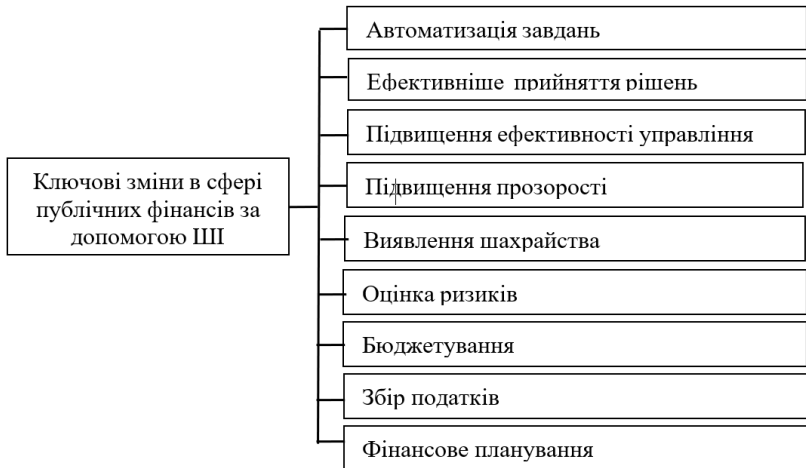 Ключові зміни в сфері
публічних фінансів за
допомогою ШІ
Автоматизація завдань
Ефективніше прийняття рішень
Підвищення ефективності управління
Підвищення прозорості
Виявлення шахрайства
Оцінка ризиків
Бюджетування
Збір податків
Фінансове планування